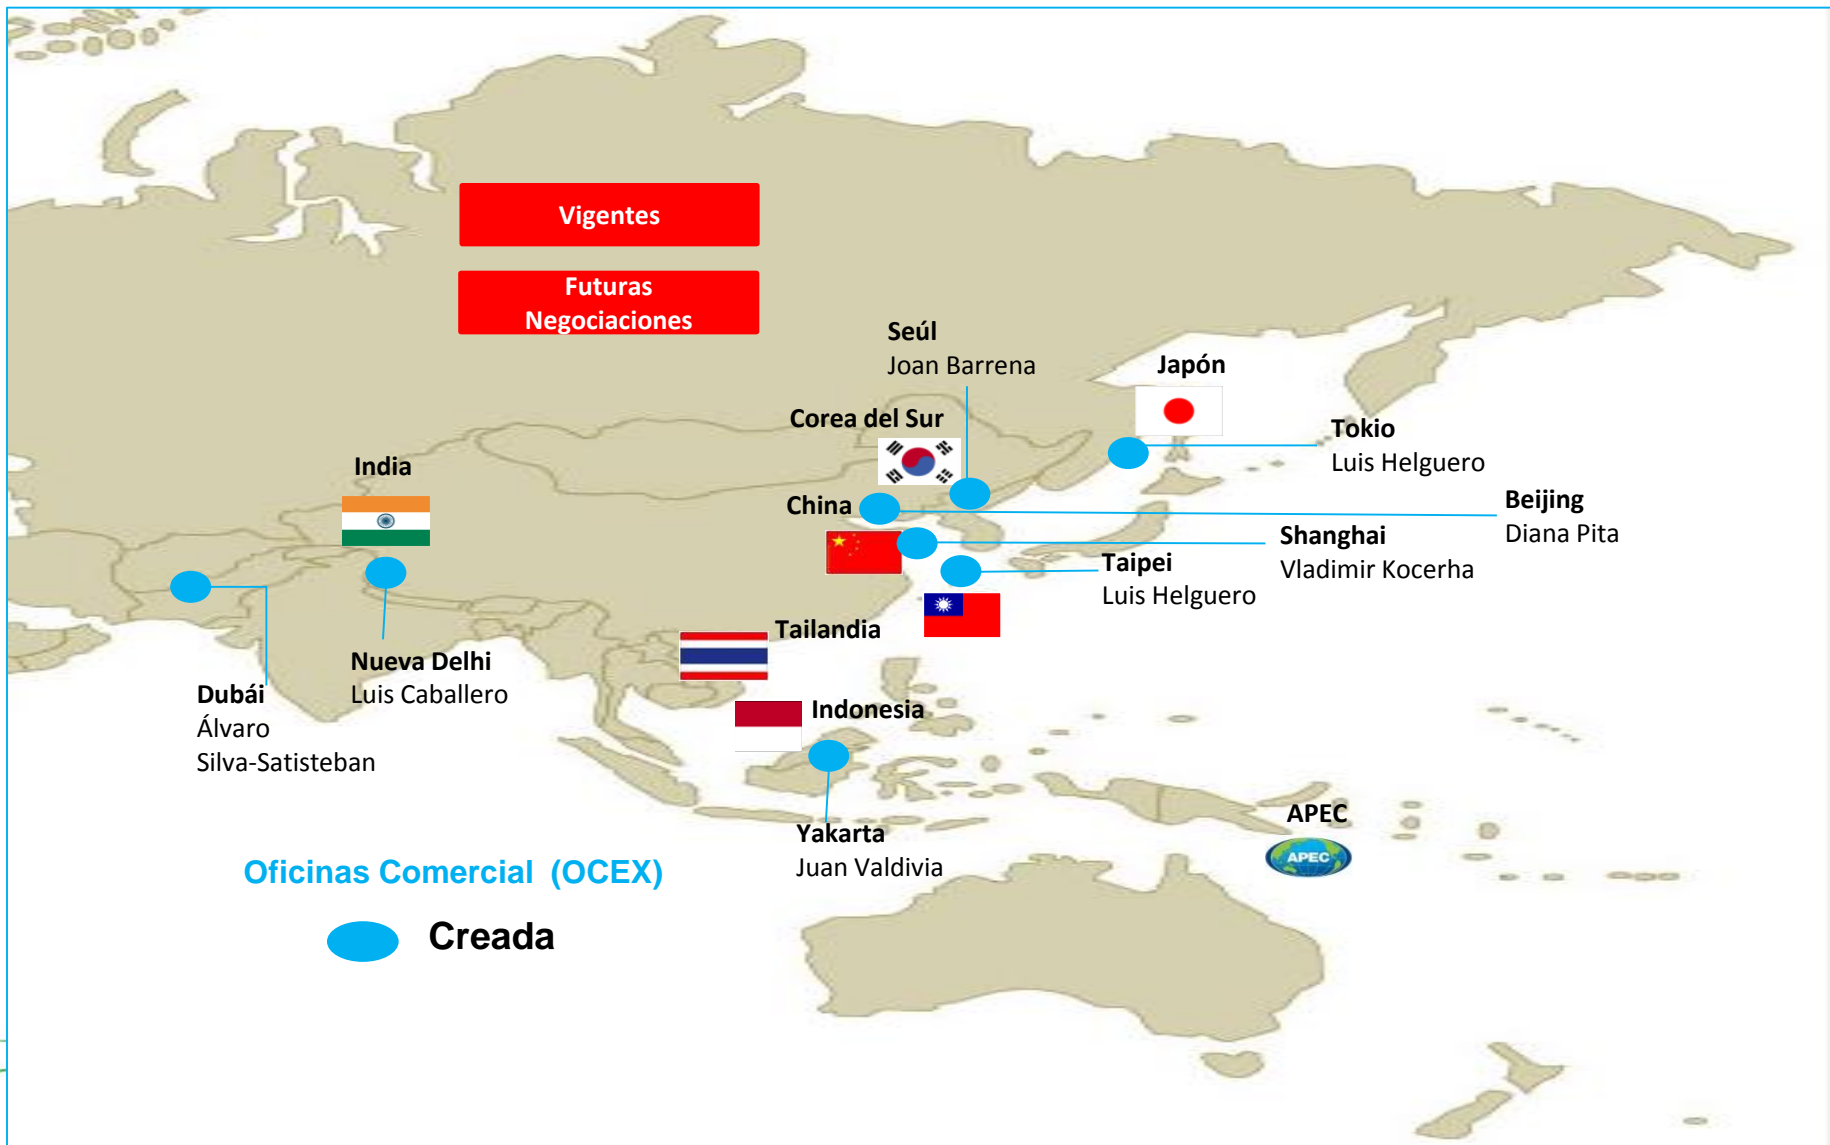 Vigentes
Futuras
Negociaciones
Seúl
Joan Barrena
Japón
Corea del Sur
Tokio
Luis Helguero
India
China
Beijing
Diana Pita
Shanghai
Vladimir Kocerha
Taipei
Luis Helguero
Tailandia
Nueva Delhi
Luis Caballero
Dubái
Álvaro
Silva-Satisteban
Indonesia
Yakarta
Juan Valdivia
APEC
APEC
Oficinas Comercial (OCEX)
Creada